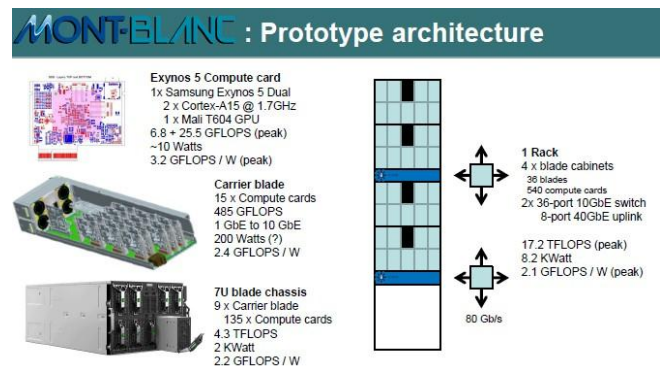 MONT-BLANC : Prototype architecture
Exynos 5 Compute card
1x Samsung Exynos 5 Dual
2 x Cortex-A15 @ 1.7GHz
1 x Mali T604 GPU
6.8 + 25.5 GFLOPS (peak)
~10 Watts
3.2 GFLOPS / W (peak)
Carrier blade
15 x Compute cards
485 GFLOPS
1 GbE to 10 GbE
200 Watts (?)
2.4 GFLOPS / W
7U blade chassis
9 x Carrier blade
135 x Compute cards
4.3 TFLOPS
2 KWatt
2.2 GFLOPS / W
1 Rack
4 x blade cabinets
36 blades
540 compute cards
2x 36-port 10GbE switch
8-port 40GbE uplink
17.2 TFLOPS (peak)
8.2 KWatt
2.1 GFLOPS / W (peak)
80 Gb/s